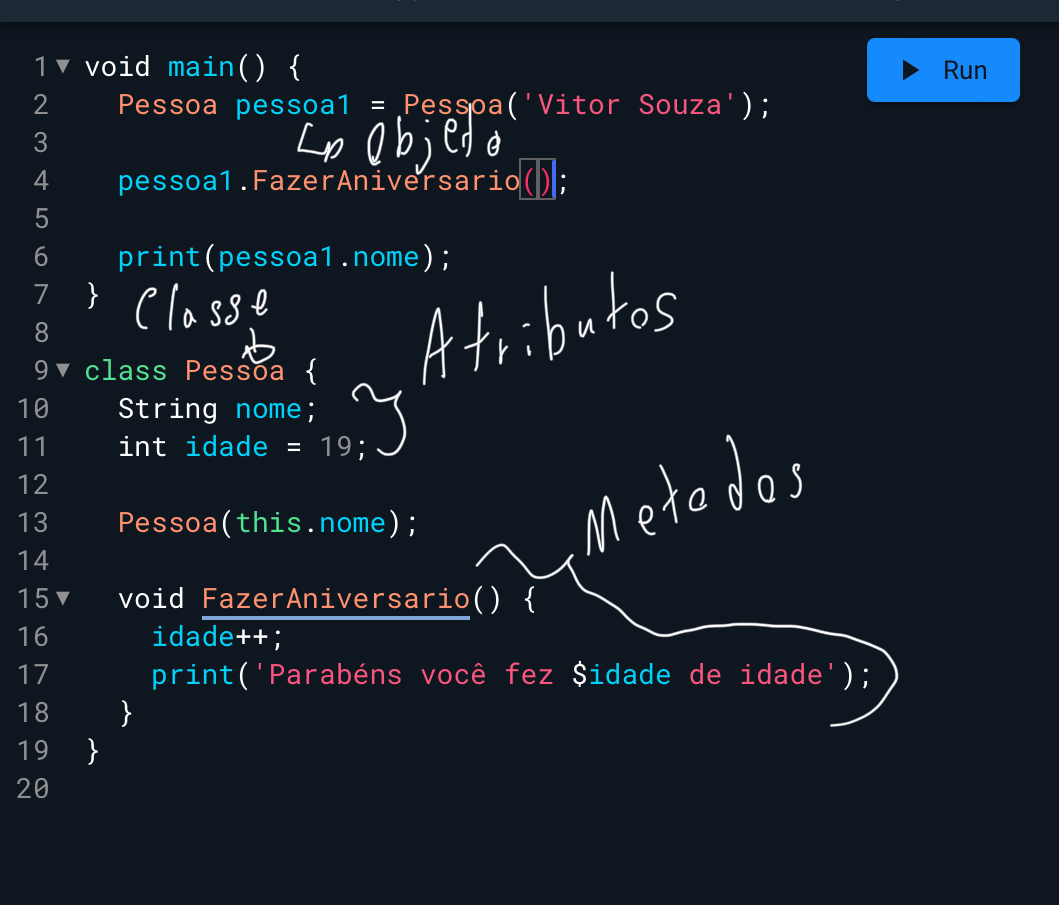 Run
1 void main() {
2 Pessoa pessoa1 = Pessoa('Vitor Souza');
3 Objeto
4 pessoa1.FazerAniversario();
5
6 print(pessoa1.nome);
7 }
Classe
Atributos
8
9 class Pessoa {
10 String nome;
11 int idade = 19;
12
Metodos
13 Pessoa(this.nome);
14
15 void FazerAniversario() {
16 idade++;
17 print('Parabéns você fez $idade de idade');
18 }
19 }
20